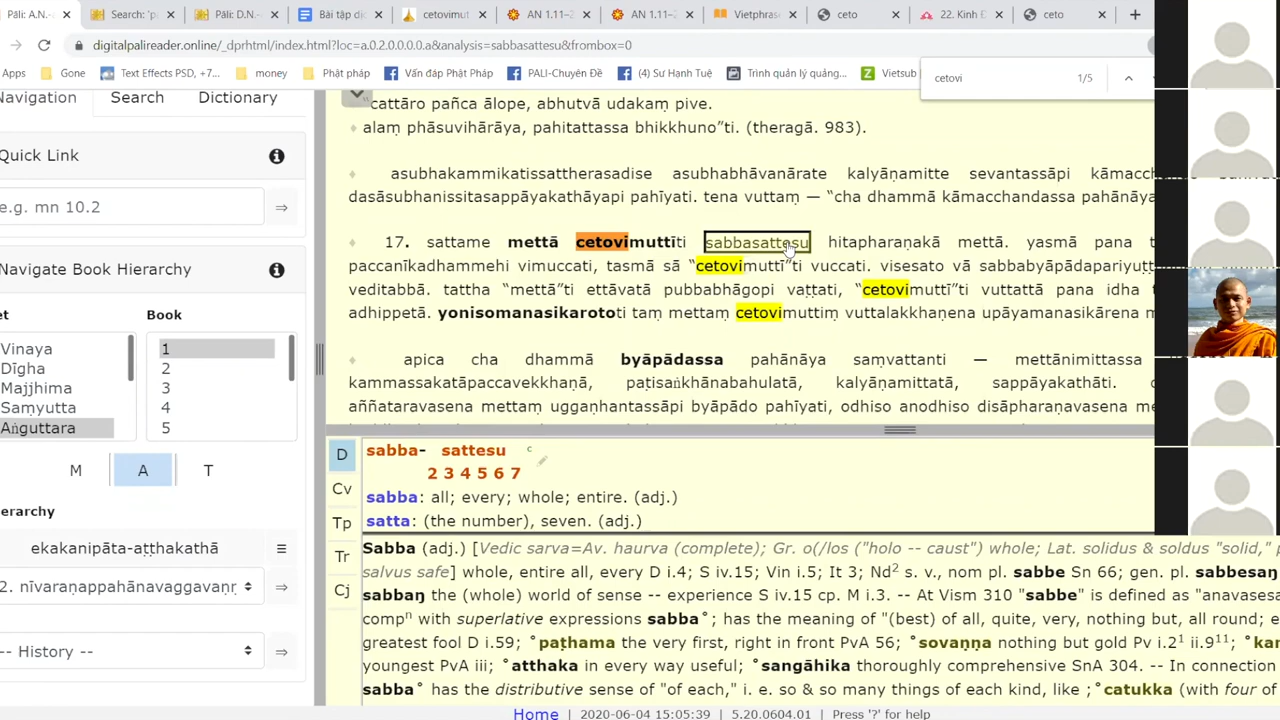 Pāli: A.N.-
Search: 'pa
Pāli: D.N.-
Bài tập dị
cetovimut
AN 1.11–2
AN 1.11–2
Vietphrase
ceto
22. Kinh Đ
ceto
digitalpalireader.online/_dprhtml/index.html?loc=a.0.2.0.0.0.0.a&analysis=sabbasattesu&frombox=0
Apps
Gone
Text Effects PSD, +7...
money
Phật pháp
Vấn đáp Phật Pháp
PALI-Chuyên Đề
(4) Sư Hạnh Tuệ
Trình quản lý quảng...
Vietsub
cetovi
1/5
Navigation
Search
Dictionary
Quick Link
e.g. mn 10.2
Navigate Book Hierarchy
Book
Vinaya
Dīgha
Majjhima
Saṃyutta
Aṅguttara
1
2
3
4
5
M
A
T
ekakanipāta-aṭṭhakathā
-- History --
cattāro pañca ālope, abhutvā udakaṃ pive.
alaṃ phāsuvihārāya, pahitattassa bhikkhuno”ti. (theragā. 983).
asubhakammikatissattherasadise asubhabhāvanārate kalyāṇamitte sevantassāpi
dasāsubhanissitasappāyakathāyapi pahīyati. tena vuttaṃ — “cha dhammā kāmacchandassa pahānāya
17. sattame mettā cetovimuttīti sabbasattesu hitapharaṇakā mettā. yasmā pana
paccanīkadhammehi vimuccati, tasmā sā “cetovimuttī”ti vuccati. visesato vā
veditabbā. tattha “mettā”ti ettāvatā pubbabhāgopi vaṭṭati, “cetovimuttī”ti vuttattā pana idha
adhippetā. yonisomanasikarototi taṃ mettaṃ cetovimuttiṃ vuttalakkhaṇena upāyamanasikārena
apica cha dhammā byāpādassa pahānāya saṃvattanti — mettānimittassa
kammassakatāpaccavekkhaṇā, paṭisaṅkhānabahulatā, kalyāṇamittatā, sappāyakathāti.
aññataravasena mettaṃ uggaṇhantassāpi byāpādo pahīyati, odhiso anodhiso disāpharaṇavasena
D
Cv
Tp
Tr
Cj
sabba- sattesu c
2 3 4 5 6 7
sabba: all; every; whole; entire. (adj.)
satta: (the number), seven. (adj.)
Sabba (adj.) [Vedic sarva=Av. haurva (complete); Gr. o(/los ("holo -- caust") whole; Lat. solidus & soldus "solid,"
salvus safe] whole, entire all, every D i.4; S iv.15; Vin i.5; It 3; Nd2 s. v., nom pl. sabbe Sn 66; gen. pl. sabbesaŋ
sabbaŋ the (whole) world of sense -- experience S iv.15 cp. M i.3. -- At Vism 310 "sabbe" is defined as
compn with superlative expressions sabba˚; has the meaning of "(best) of all, quite, very, nothing but, all round;
greatest fool D i.59; ˚paṭhama the very first, right in front PvA 56; ˚sovaṇṇa nothing but gold Pv i.21 ii.911;
youngest PvA iii; ˚atthaka in every way useful; ˚sangāhika thoroughly comprehensive SnA 304. -- In connection
sabba˚ has the distributive sense of "of each," i. e. so & so many things of each kind, like ;˚catukka (with four of
Home | 2020-06-04 15:05:39 | 5.20.0604.01 | Press '?' for help